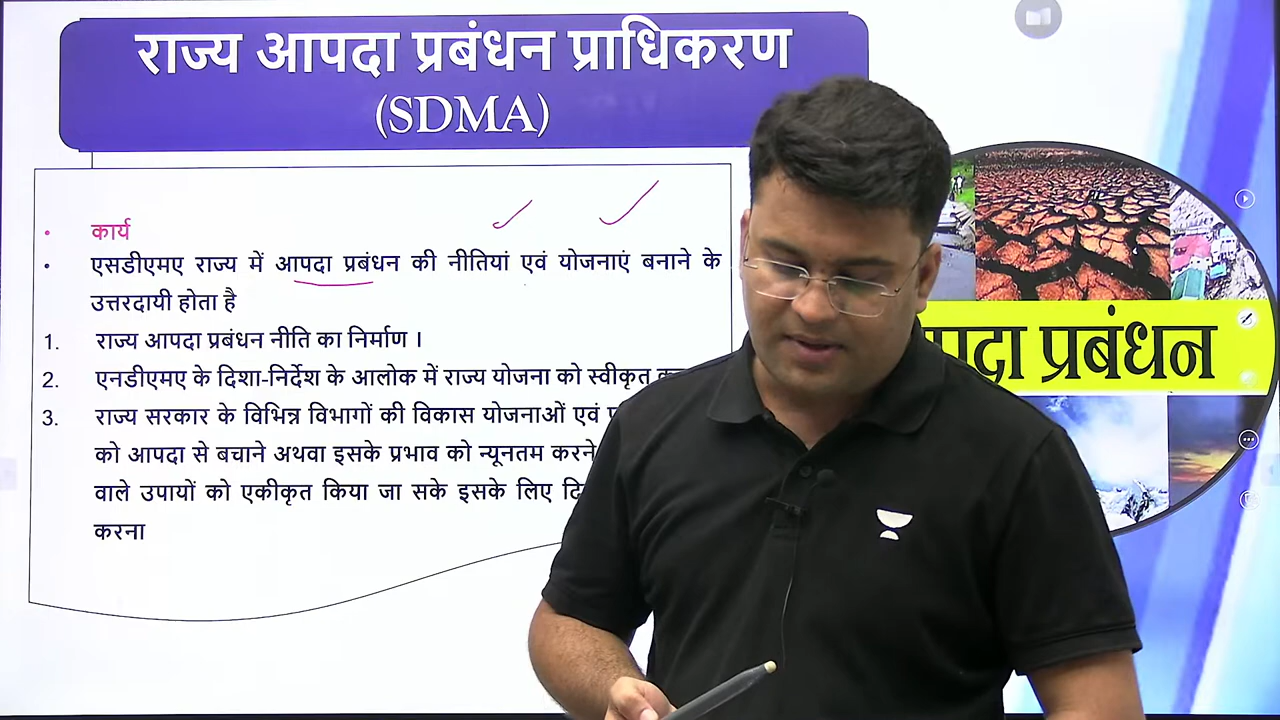 राज्य आपदा प्रबंधन प्राधिकरण
(SDMA)
• कार्य
• एसडीएमए राज्य में आपदा प्रबंधन की नीतियां एवं योजनाएं बनाने के
उत्तरदायी होता है
1. राज्य आपदा प्रबंधन नीति का निर्माण ।
2. एनडीएमए के दिशा-निर्देश के आलोक में राज्य योजना को स्वीकृत
3. राज्य सरकार के विभिन्न विभागों की विकास योजनाओं एवं
को आपदा से बचाने अथवा इसके प्रभाव को न्यूनतम करने
वाले उपायों को एकीकृत किया जा सके इसके लिए
करना
प्रबंधन